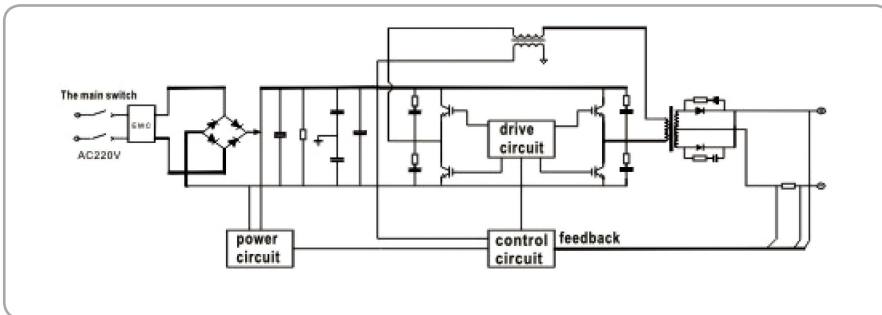 The main switch
EMC
AC220V
drive
circuit
power
circuit
control
circuit
feedback